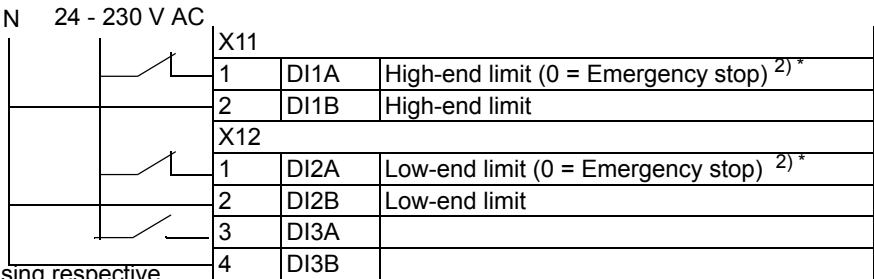 N 24 - 230 V AC
X11
1 DI1A High-end limit (0 = Emergency stop) 2) *
2 DI1B High-end limit
X12
1 DI2A Low-end limit (0 = Emergency stop) 2) *
2 DI2B Low-end limit
3 DI3A
4 DI3B
respective